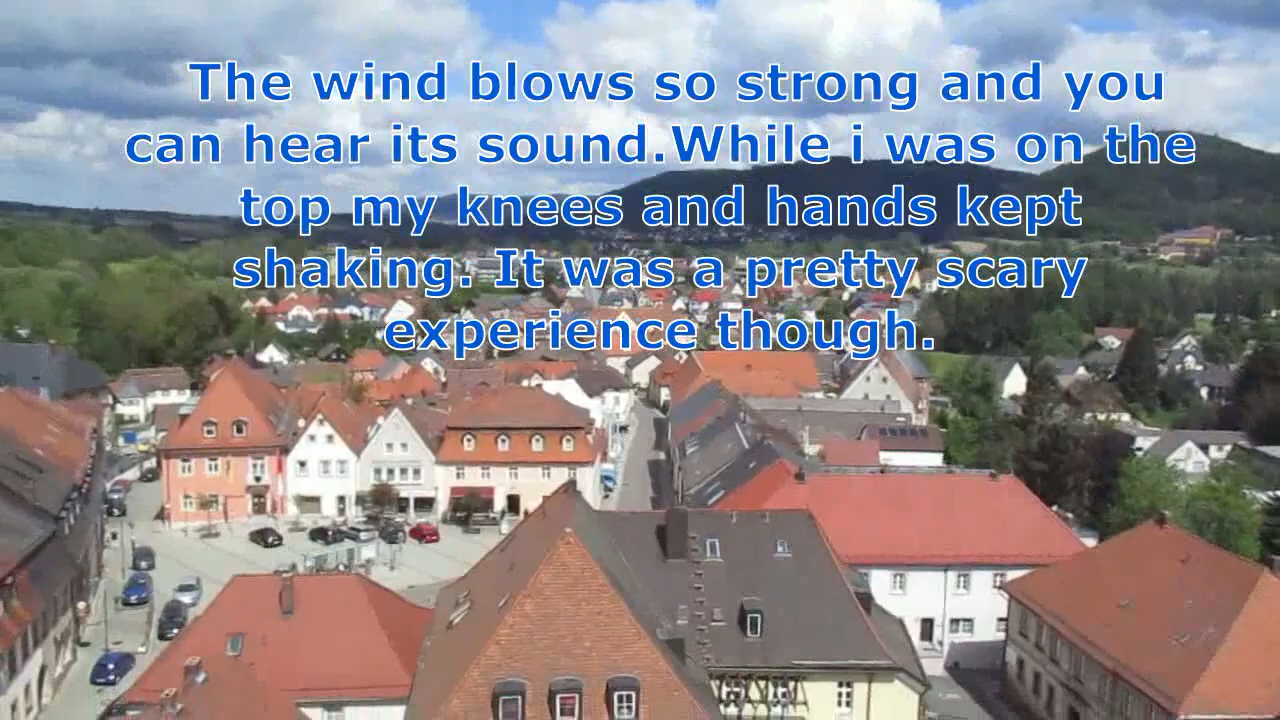 The wind blows so strong and you
can hear its sound.While i was on the
top my knees and hands kept
shaking. It was a pretty scary
experience though.